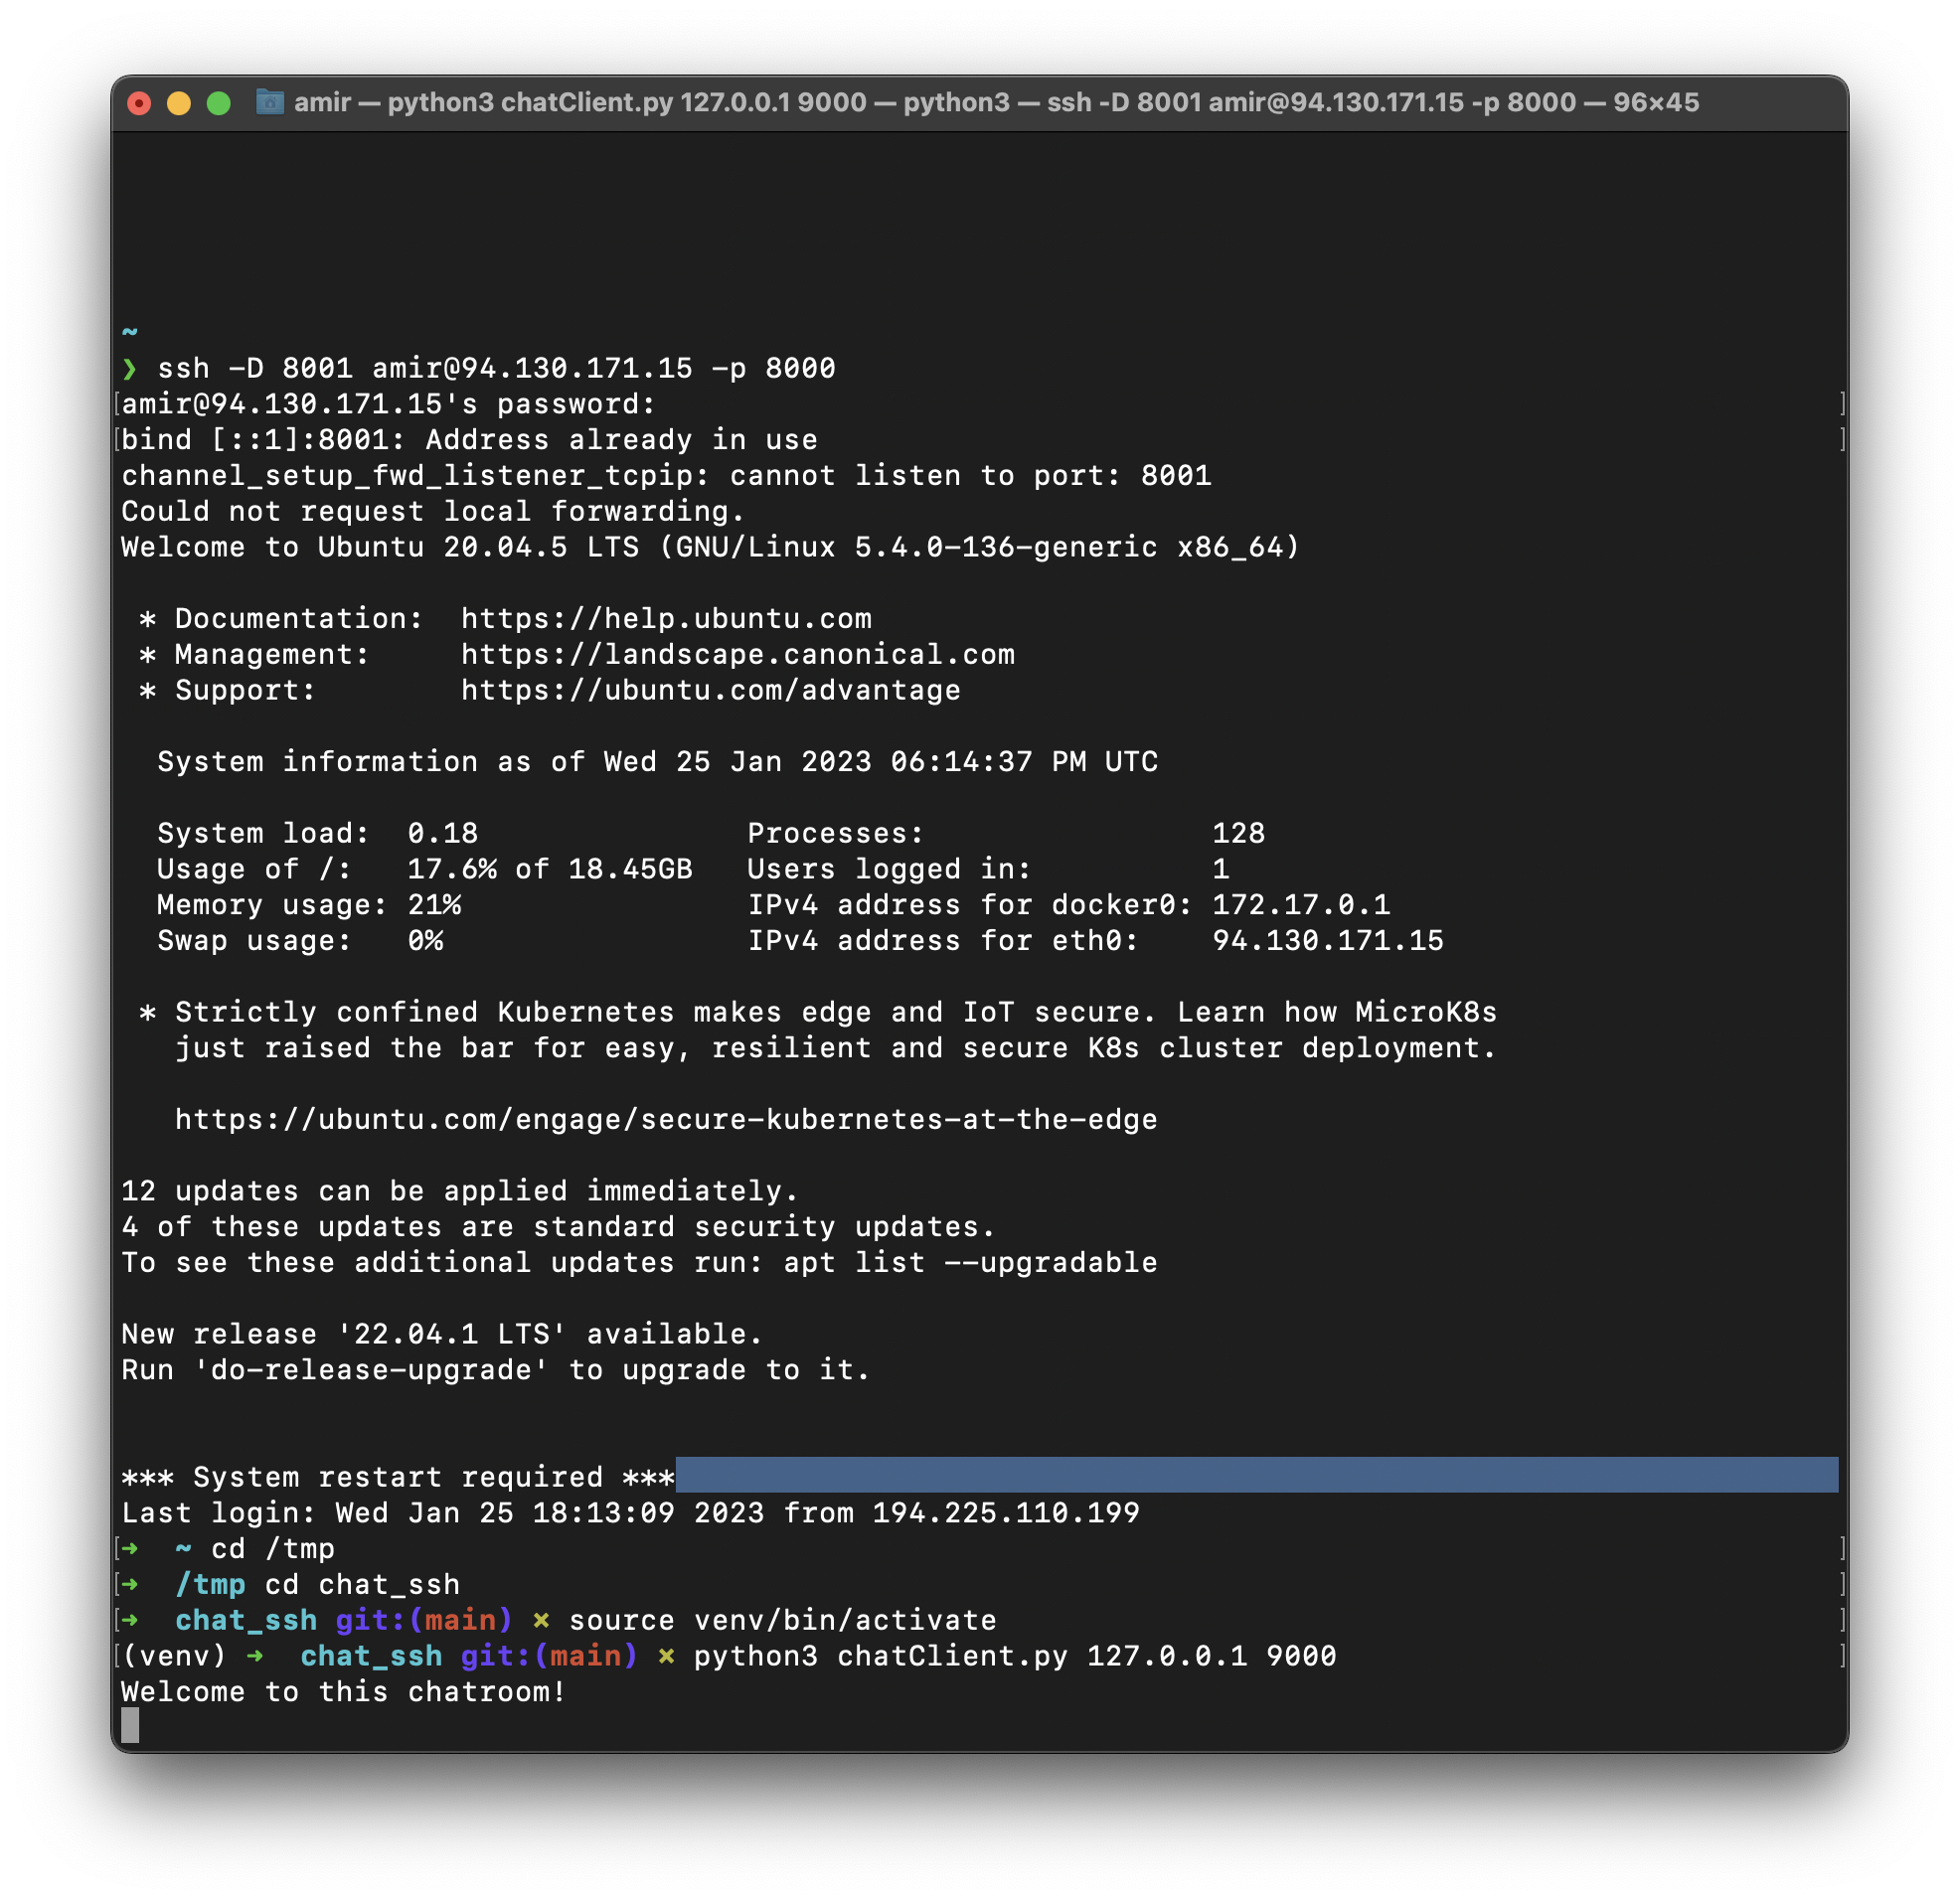 amir — python3 chatClient.py 127.0.0.1 9000 — python3 — ssh -D 8001 amir@94.130.171.15 -p 8000 — 96×45
~
❯ ssh -D 8001 amir@94.130.171.15 -p 8000
[amir@94.130.171.15's password: ]
[bind [::1]:8001: Address already in use ]
channel_setup_fwd_listener_tcpip: cannot listen to port: 8001
Could not request local forwarding.
Welcome to Ubuntu 20.04.5 LTS (GNU/Linux 5.4.0-136-generic x86_64)
* Documentation: https://help.ubuntu.com
* Management: https://landscape.canonical.com
* Support: https://ubuntu.com/advantage
System information as of Wed 25 Jan 2023 06:14:37 PM UTC
System load: 0.18 Processes: 128
Usage of /: 17.6% of 18.45GB Users logged in: 1
Memory usage: 21% IPv4 address for docker0: 172.17.0.1
Swap usage: 0% IPv4 address for eth0: 94.130.171.15
* Strictly confined Kubernetes makes edge and IoT secure. Learn how MicroK8s
just raised the bar for easy, resilient and secure K8s cluster deployment.
https://ubuntu.com/engage/secure-kubernetes-at-the-edge
12 updates can be applied immediately.
4 of these updates are standard security updates.
To see these additional updates run: apt list --upgradable
New release '22.04.1 LTS' available.
Run 'do-release-upgrade' to upgrade to it.
*** System restart required ***
Last login: Wed Jan 25 18:13:09 2023 from 194.225.110.199
[➜ ~ cd /tmp ]
[➜ /tmp cd chat_ssh ]
[➜ chat_ssh git:(main) ✗ source venv/bin/activate ]
[(venv) ➜ chat_ssh git:(main) ✗ python3 chatClient.py 127.0.0.1 9000 ]
Welcome to this chatroom!